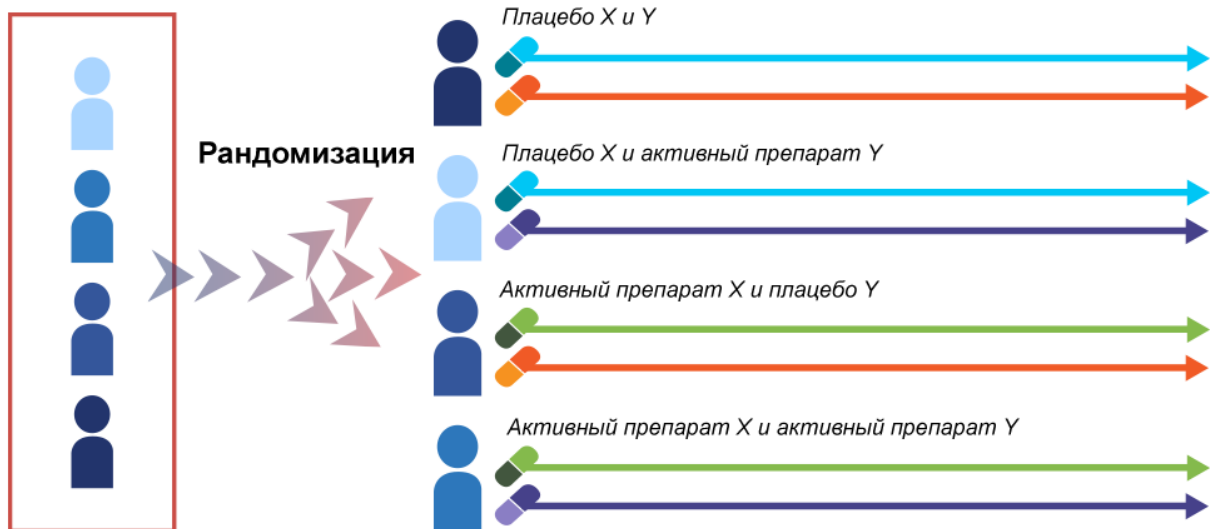 Плацебо X и Y
Рандомизация
Плацебо X и активный препарат Y
Активный препарат X и плацебо Y
Активный препарат X и активный препарат Y